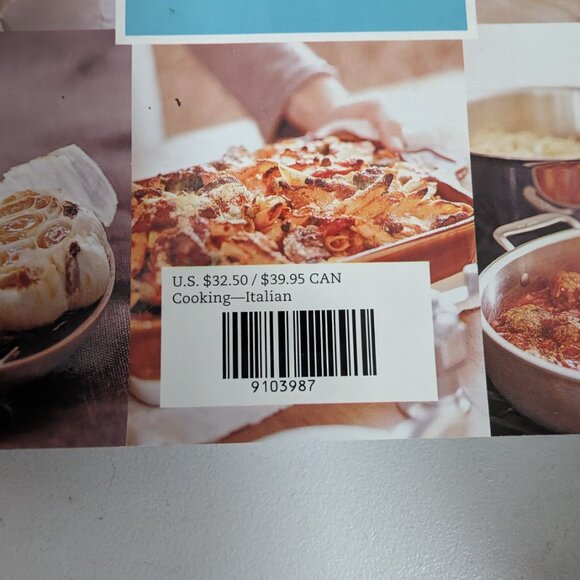 U.S. $32.50 / $39.95 CAN
Cooking—Italian
9103987